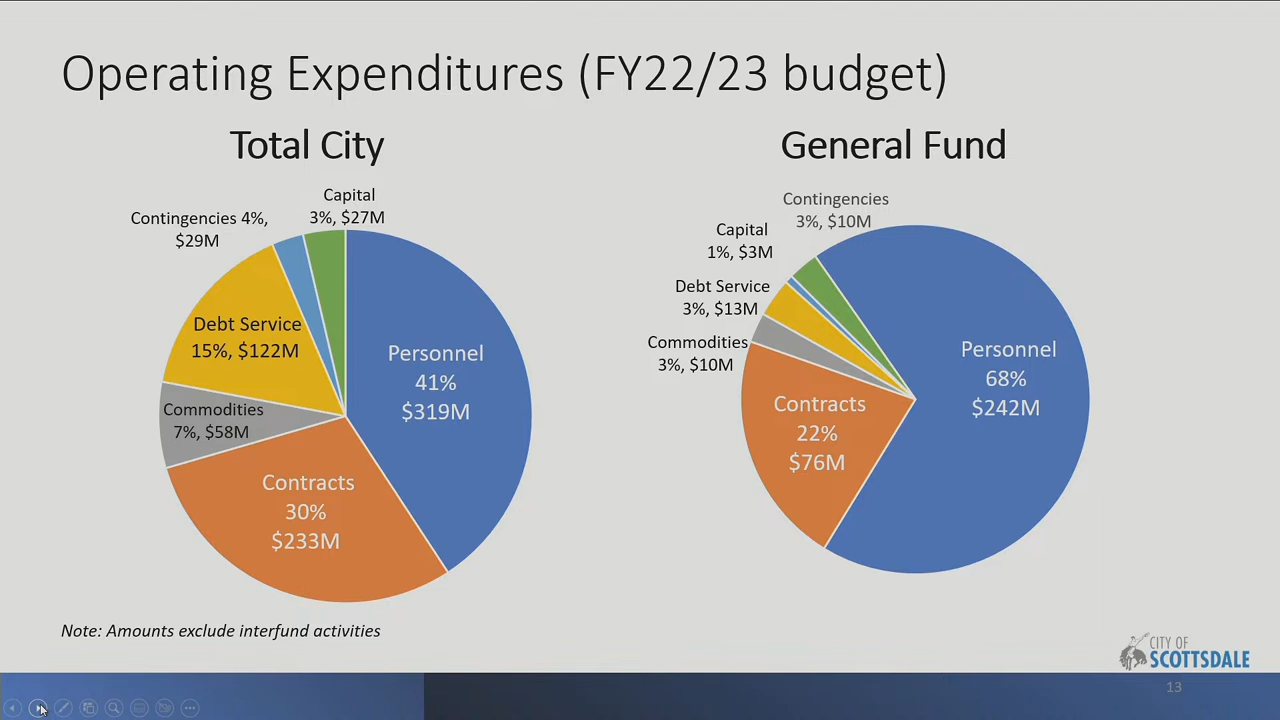 Operating Expenditures (FY22/23 budget)
Total City
Capital
3%, $27M
Contingencies 4%,
$29M
Debt Service
15%, $122M
Personnel
41%
$319M
Commodities
7%, $58M
Contracts
30%
$233M
General Fund
Contingencies
3%, $10M
Capital
1%, $3M
Debt Service
3%, $13M
Commodities
3%, $10M
Personnel
68%
$242M
Contracts
22%
$76M
Note: Amounts exclude interfund activities
CITY OF
SCOTTSDALE
13